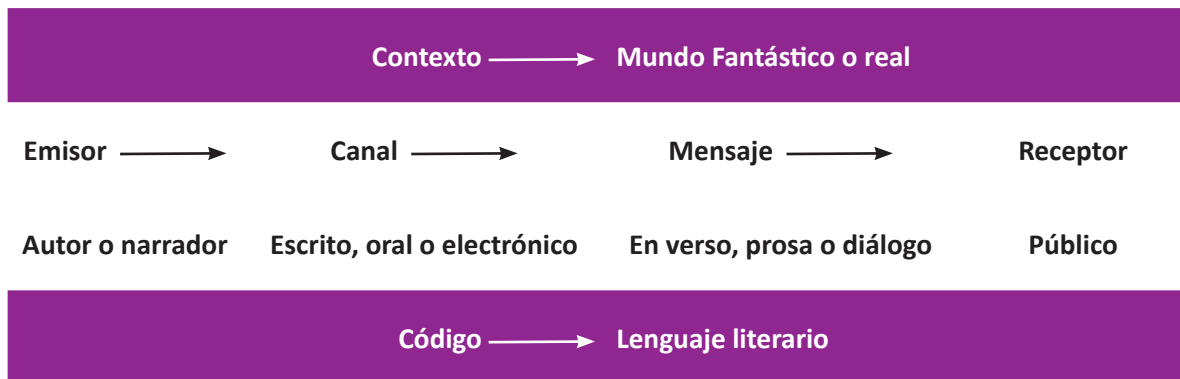 Contexto Mundo Fantástico o real
Emisor Canal Mensaje Receptor
Autor o narrador Escrito, oral o electrónico En verso, prosa o diálogo Público
Código Lenguaje literario